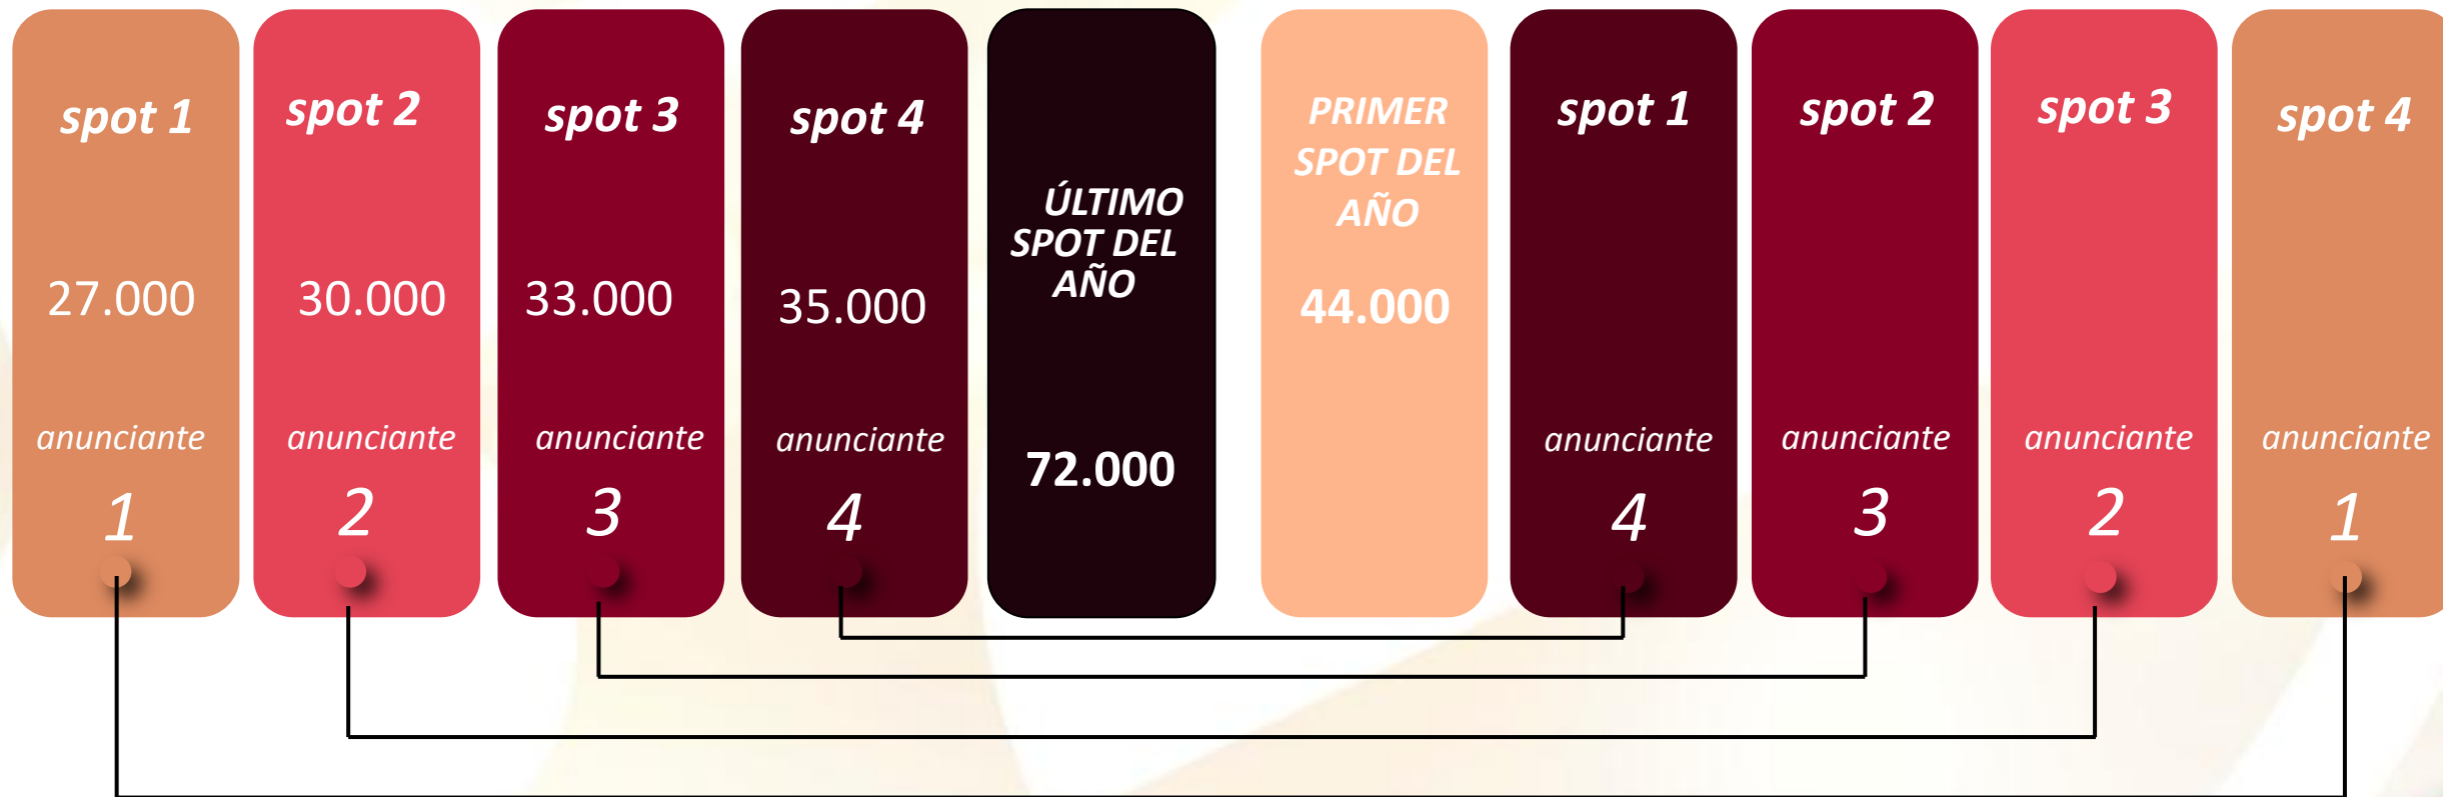 spot 1
27.000
anunciante
1
spot 2
30.000
anunciante
2
spot 3
33.000
anunciante
3
spot 4
35.000
anunciante
4
ÚLTIMO
SPOT DEL
AÑO
72.000
PRIMER
SPOT DEL
AÑO
44.000
spot 1
anunciante
4
spot 2
anunciante
3
spot 3
anunciante
2
spot 4
anunciante
1